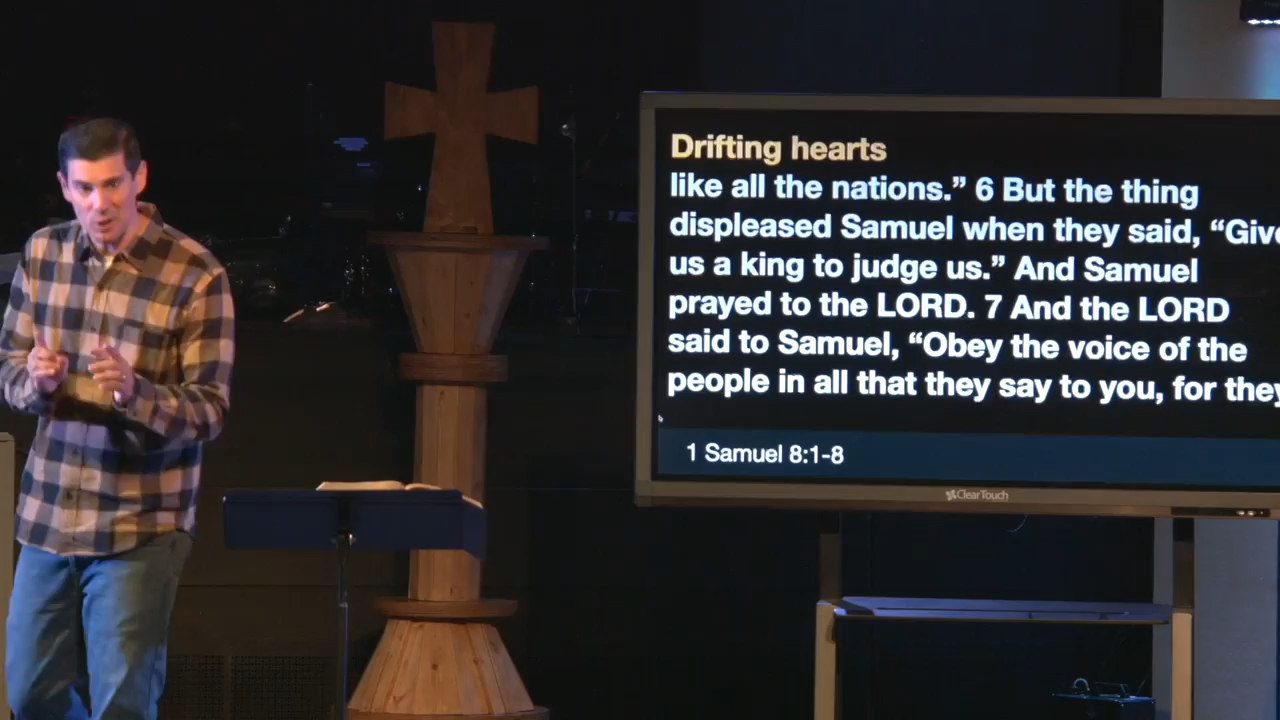 Drifting hearts
like all the nations.” 6 But the thing
displeased Samuel when they said, “Give
us a king to judge us.” And Samuel
prayed to the LORD. 7 And the LORD
said to Samuel, “Obey the voice of the
people in all that they say to you, for they
1 Samuel 8:1-8
ClearTouch